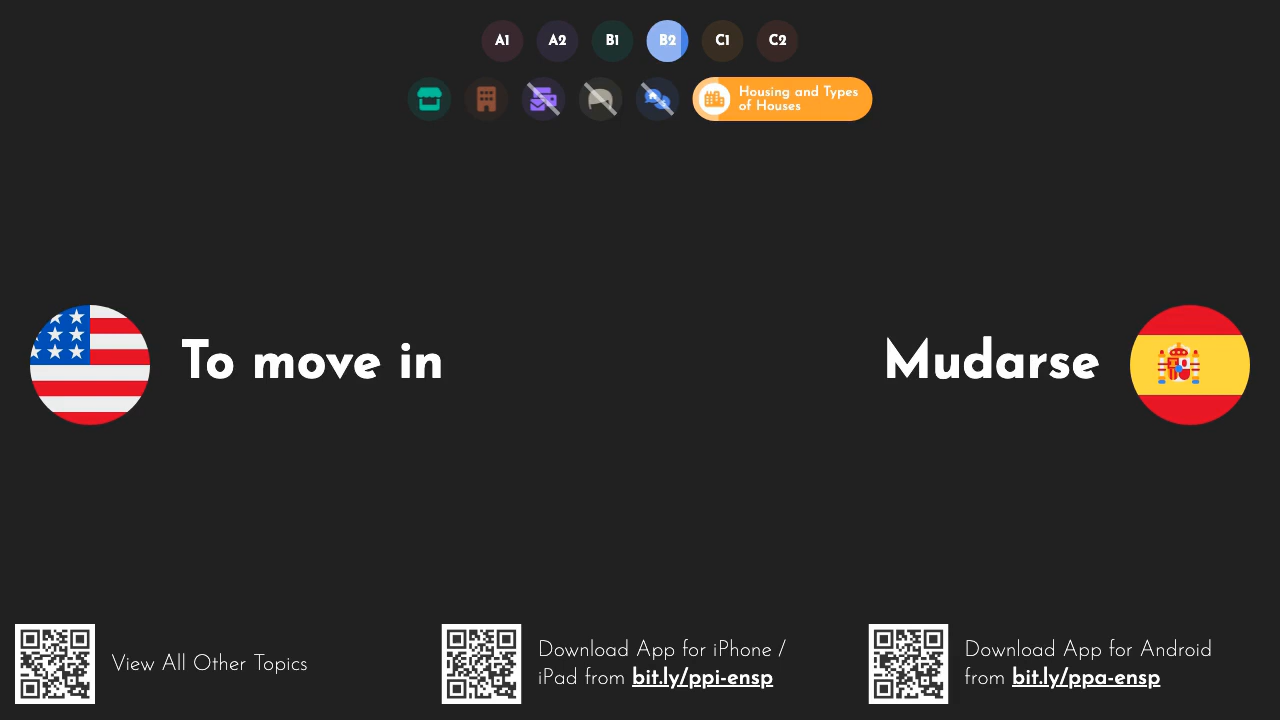 A1 A2 B1 B2 C1 C2
Housing and Types
of Houses
To move in
Mudarse
View All Other Topics
Download App for iPhone /
iPad from bit.ly/ppi-ensp
Download App for Android
from bit.ly/ppa-ensp